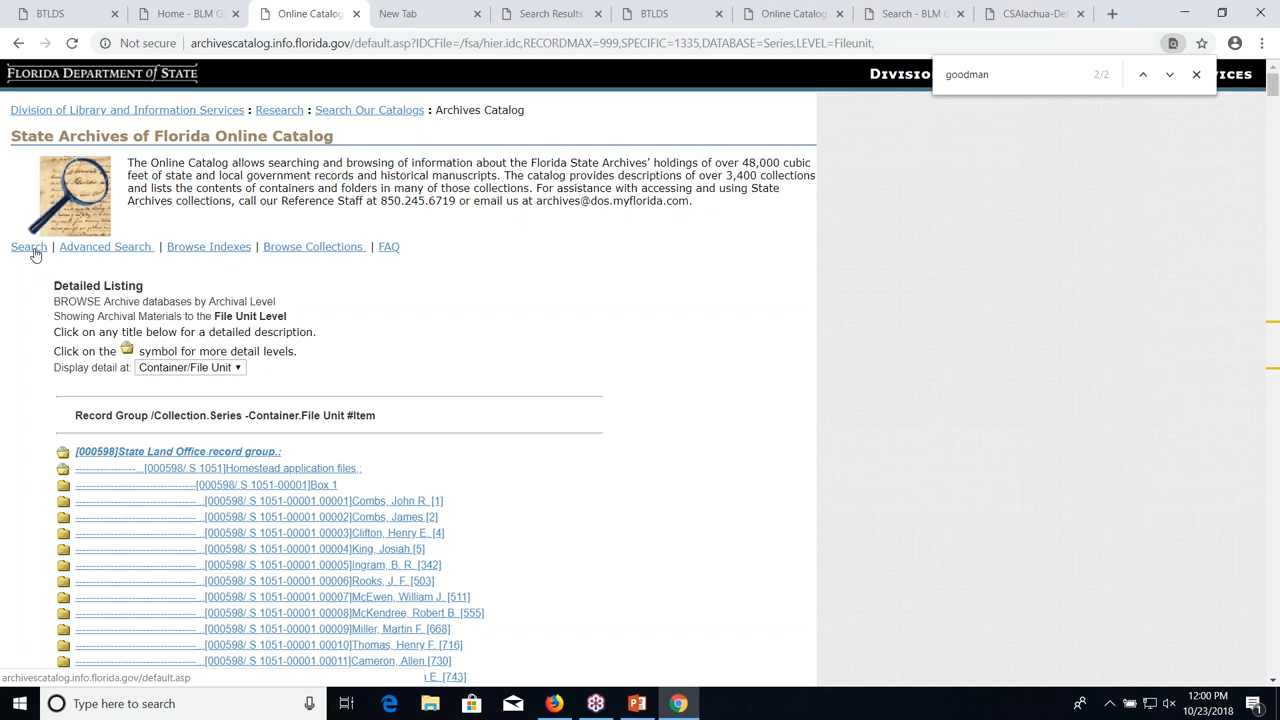 BTLDS
Home - BLM G
Online Catalog
New Tab
Search Results
BTLDS
Online Catalog
Search - BLM G
CSAlachua-Det
Not secure
archivescatalog.info.florida.gov/default.asp?IDCFile=/fsa/hier.idc,RECORDMAX=999,SPECIFIC=1335,DATABASE=Series,LEVEL=Fileunit,
FLORIDA DEPARTMENT of STATE
DIVISIO
VICES
goodman
2/2
Division of Library and Information Services : Research : Search Our Catalogs : Archives Catalog
State Archives of Florida Online Catalog
The Online Catalog allows searching and browsing of information about the Florida State Archives' holdings of over 48,000 cubic
feet of state and local government records and historical manuscripts. The catalog provides descriptions of over 3,400 collections
and lists the contents of containers and folders in many of those collections. For assistance with accessing and using State
Archives collections, call our Reference Staff at 850.245.6719 or email us at archives@dos.myflorida.com.
Search | Advanced Search | Browse Indexes | Browse Collections | FAQ
Detailed Listing
BROWSE Archive databases by Archival Level
Showing Archival Materials to the File Unit Level
Click on any title below for a detailed description.
Click on the symbol for more detail levels.
Display detail at: Container/File Unit
Record Group /Collection.Series -Container.File Unit #Item
[000598]State Land Office record group.:
-----------------...[000598/.S 1051]Homestead application files,:
----------------------------------[000598/.S 1051-00001]Box 1
----------------------------------...[000598/.S 1051-00001.00001]Combs, John R. [1]
----------------------------------...[000598/.S 1051-00001.00002]Combs, James [2]
----------------------------------...[000598/.S 1051-00001.00003]Clifton, Henry E. [4]
----------------------------------...[000598/.S 1051-00001.00004]King, Josiah [5]
----------------------------------...[000598/.S 1051-00001.00005]Ingram, B. R. [342]
----------------------------------...[000598/.S 1051-00001.00006]Rooks, J. F. [503]
----------------------------------...[000598/.S 1051-00001.00007]McEwen, William J. [511]
----------------------------------...[000598/.S 1051-00001.00008]McKendree, Robert B. [555]
----------------------------------...[000598/.S 1051-00001.00009]Miller, Martin F. [668]
----------------------------------...[000598/.S 1051-00001.00010]Thomas, Henry F. [716]
----------------------------------...[000598/.S 1051-00001.00011]Cameron, Allen [730]
E. [743]
archivescatalog.info.florida.gov/default.asp
Type here to search
12:00 PM
10/23/2018
1